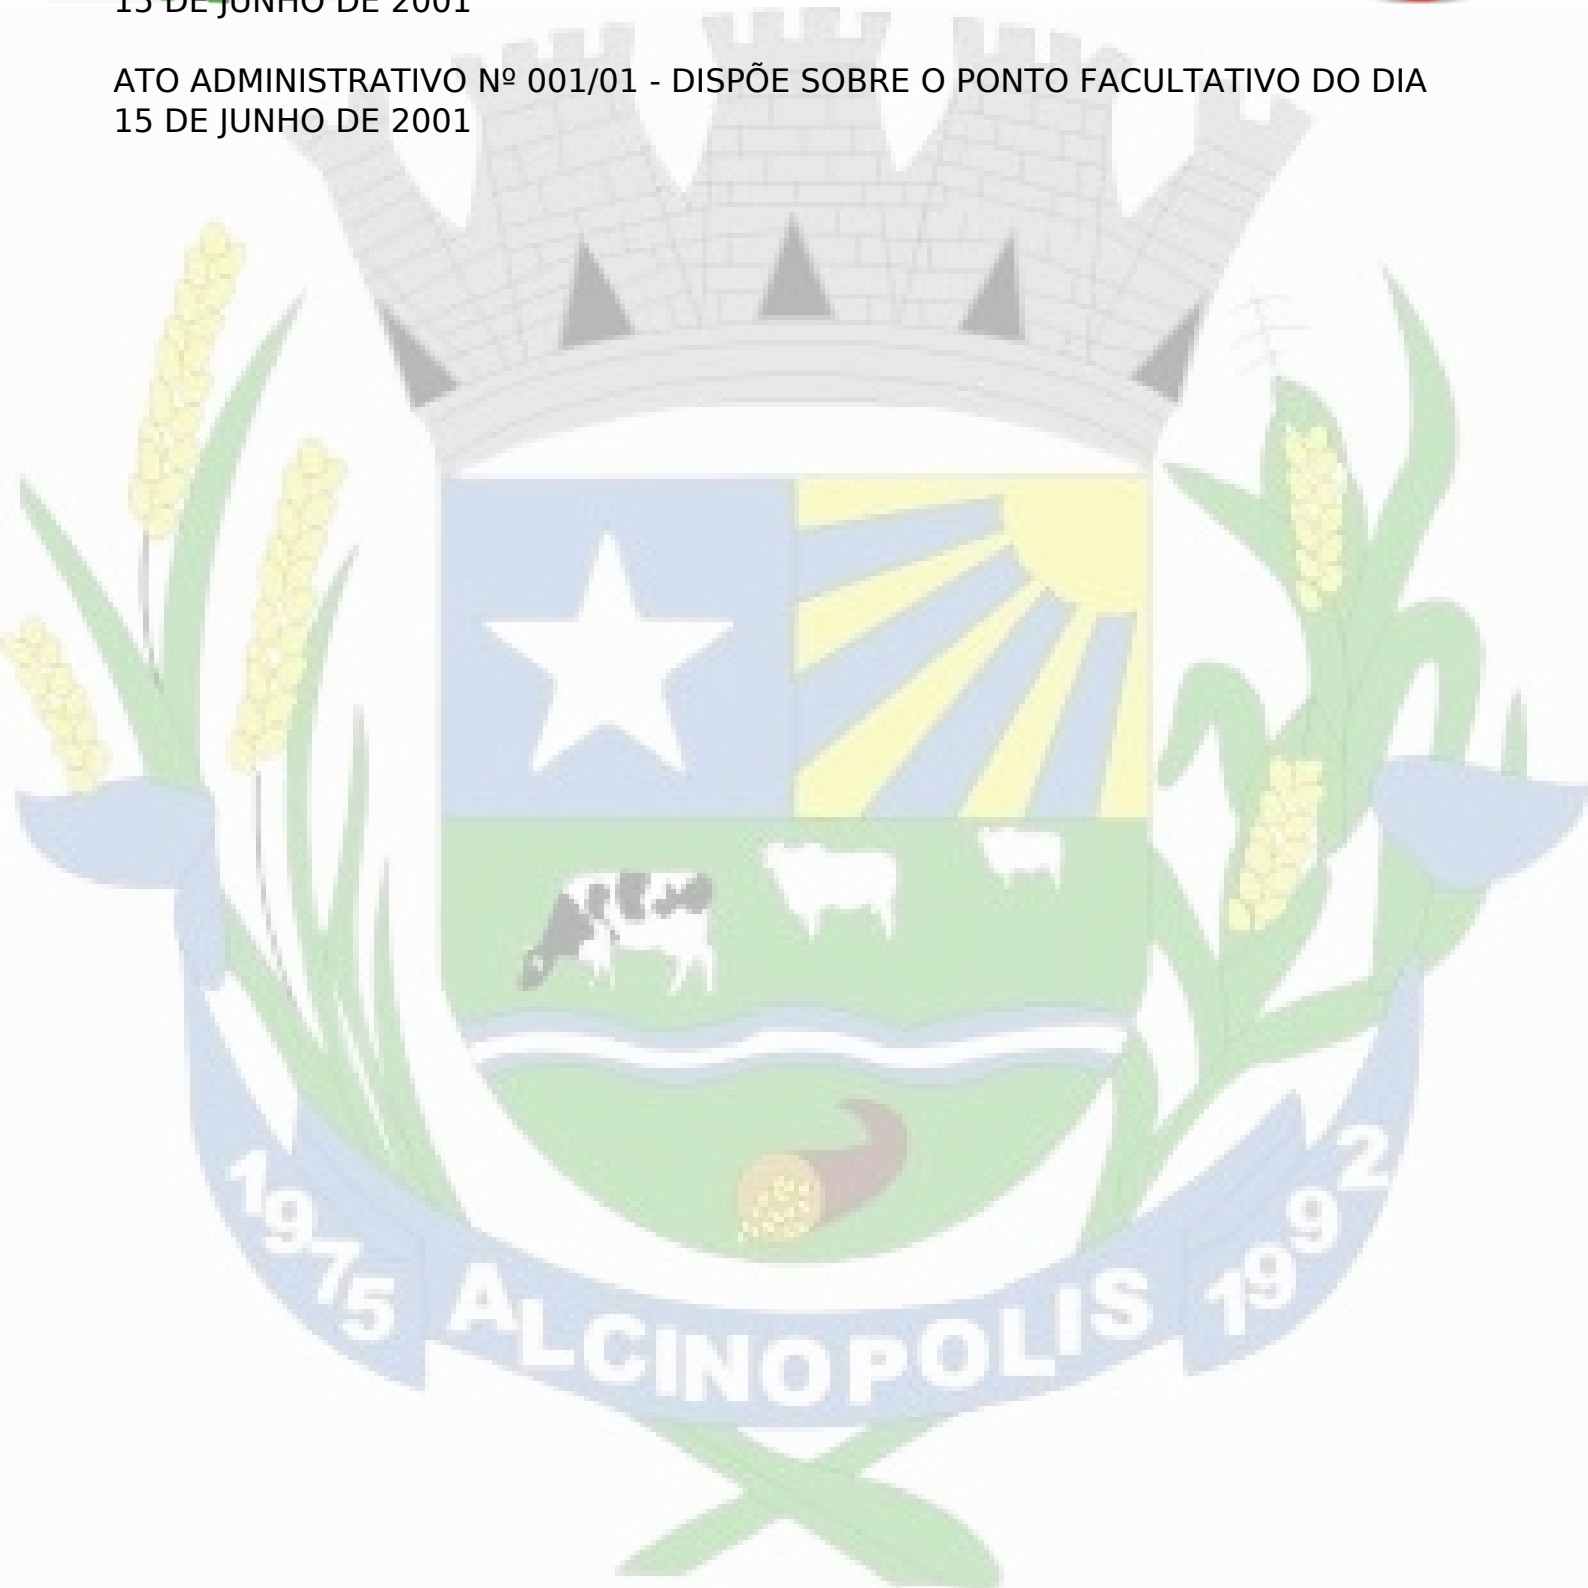 15 DE JUNHO DE 2001
ATO ADMINISTRATIVO Nº 001/01 - DISPÕE SOBRE O PONTO FACULTATIVO DO DIA
15 DE JUNHO DE 2001
1975 ALCINOPOLIS 1992